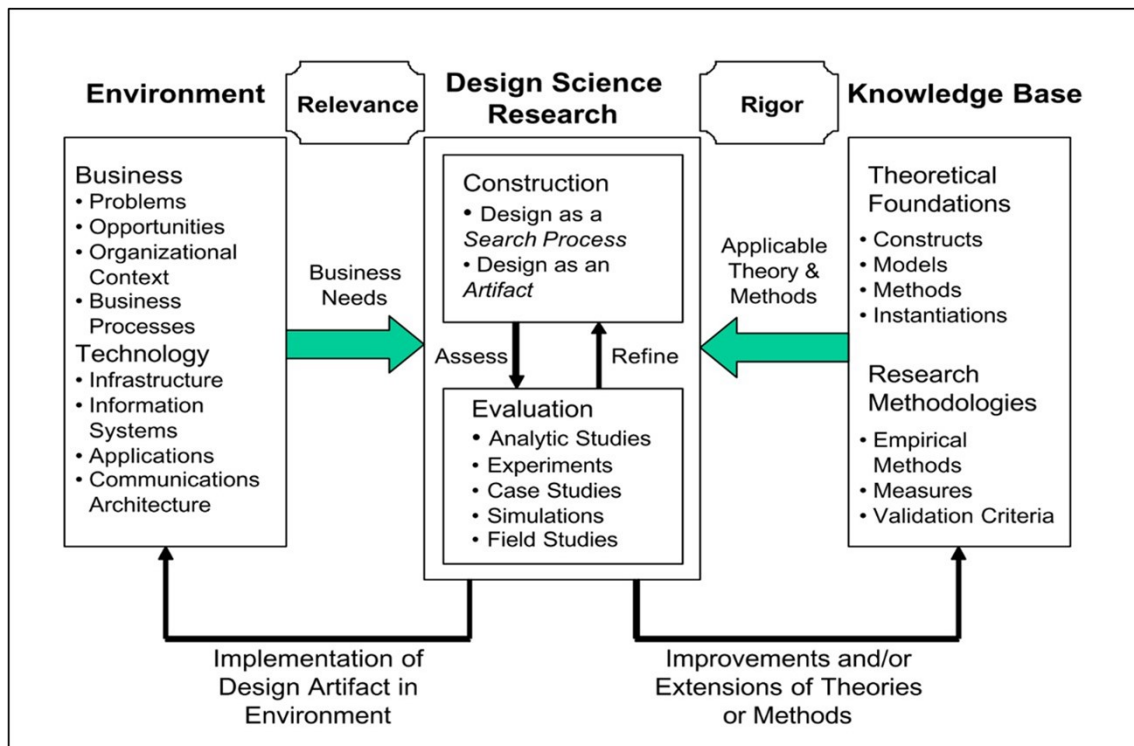 Environment
Relevance
Design Science
Research
Rigor
Knowledge Base
Business
• Problems
• Opportunities
• Organizational
Context
• Business
Processes
Technology
• Infrastructure
• Information
Systems
• Applications
• Communications
Architecture
Business
Needs
Construction
• Design as a
Search Process
• Design as an
Artifact
Assess
Refine
Evaluation
• Analytic Studies
• Experiments
• Case Studies
• Simulations
• Field Studies
Applicable
Theory &
Methods
Theoretical
Foundations
• Constructs
• Models
• Methods
• Instantiations
Research
Methodologies
• Empirical
Methods
• Measures
• Validation Criteria
Implementation of
Design Artifact in
Environment
Improvements and/or
Extensions of Theories
or Methods